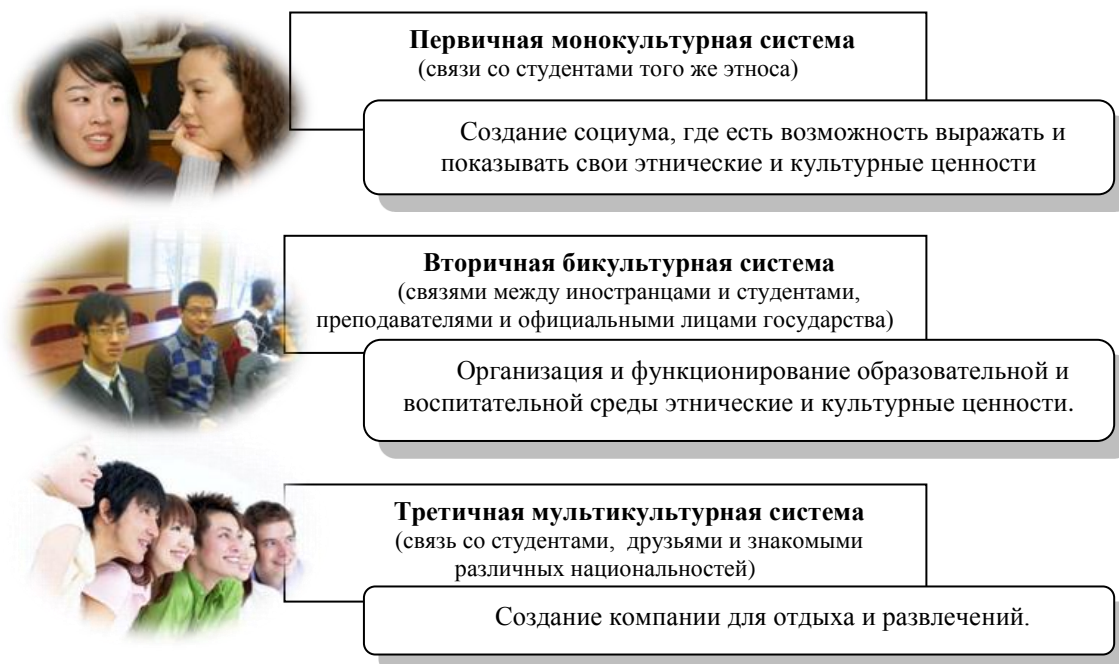 Первичная монокультурная система
(связи со студентами того же этноса)
Создание социума, где есть возможность выражать и
показывать свои этнические и культурные ценности
Вторичная бикультурная система
(связями между иностранцами и студентами,
преподавателями и официальными лицами государства)
Организация и функционирование образовательной и
воспитательной среды этнические и культурные ценности.
Третичная мультикультурная система
(связь со студентами, друзьями и знакомыми
различных национальностей)
Создание компании для отдыха и развлечений.